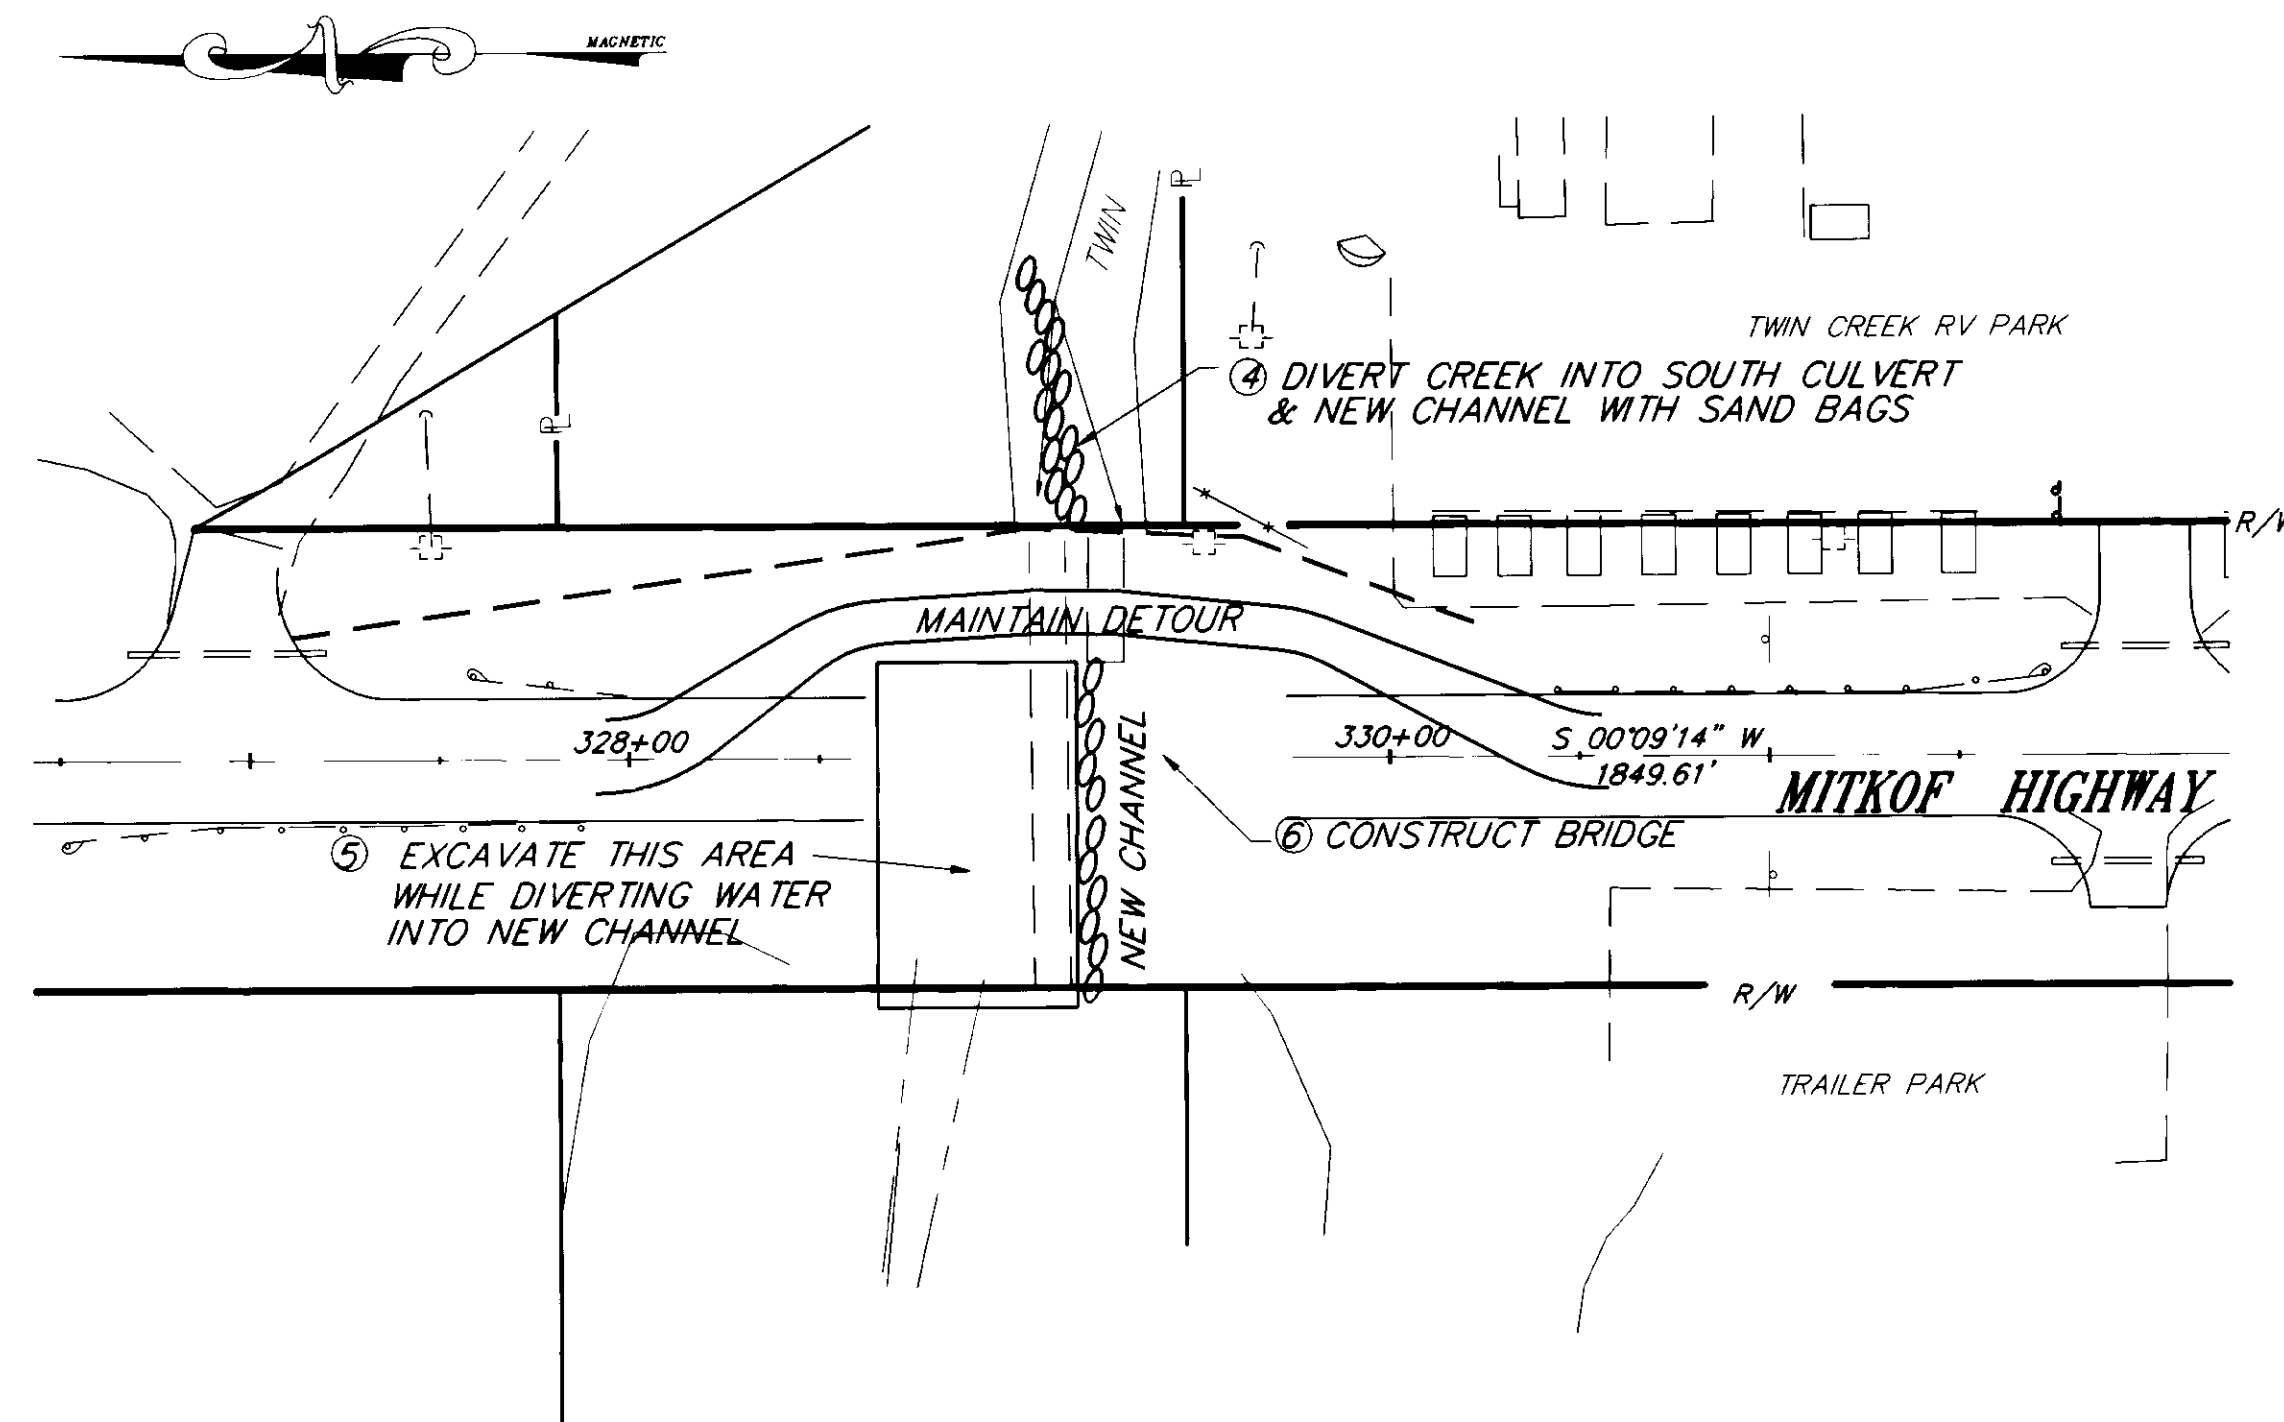 MAGNETIC
TWIN
PL
TWIN CREEK RV PARK
④ DIVERT CREEK INTO SOUTH CULVERT
& NEW CHANNEL WITH SAND BAGS
PL
R/W
MAINTAIN DETOUR
328+00
330+00
S 00°09'14" W
1849.61'
MITKOF HIGHWAY
NEW CHANNEL
⑤ EXCAVATE THIS AREA
WHILE DIVERTING WATER
INTO NEW CHANNEL
⑥ CONSTRUCT BRIDGE
R/W
TRAILER PARK